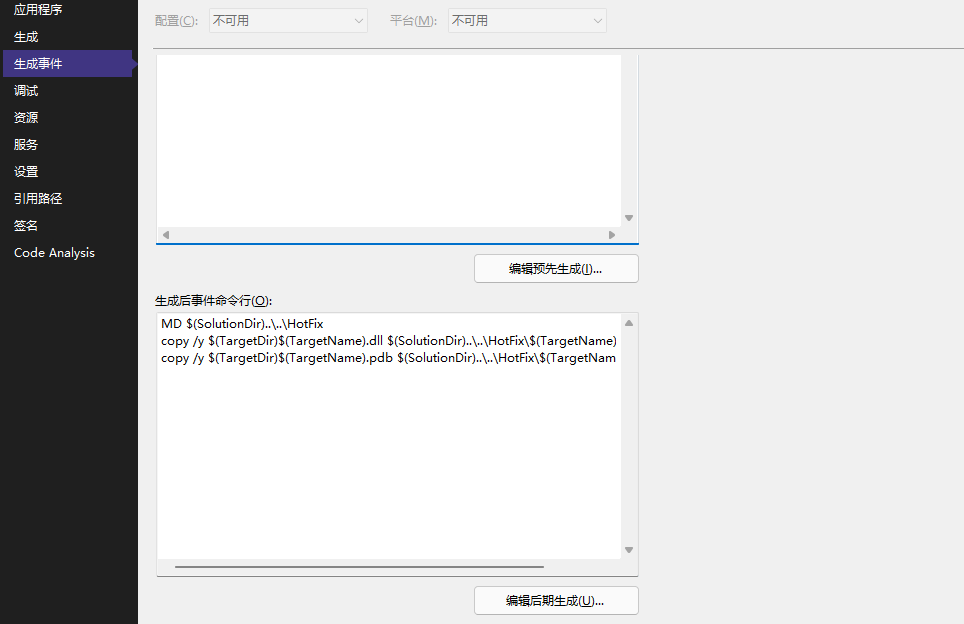 应用程序
生成
生成事件
调试
资源
服务
设置
引用路径
签名
Code Analysis
配置(C): 不可用 平台(M): 不可用
编辑预先生成(I)...
生成后事件命令行(O):
MD $(SolutionDir)..\..\HotFix
copy /y $(TargetDir)$(TargetName).dll $(SolutionDir)..\..\HotFix\$(TargetName)
copy /y $(TargetDir)$(TargetName).pdb $(SolutionDir)..\..\HotFix\$(TargetNam
编辑后期生成(U)...